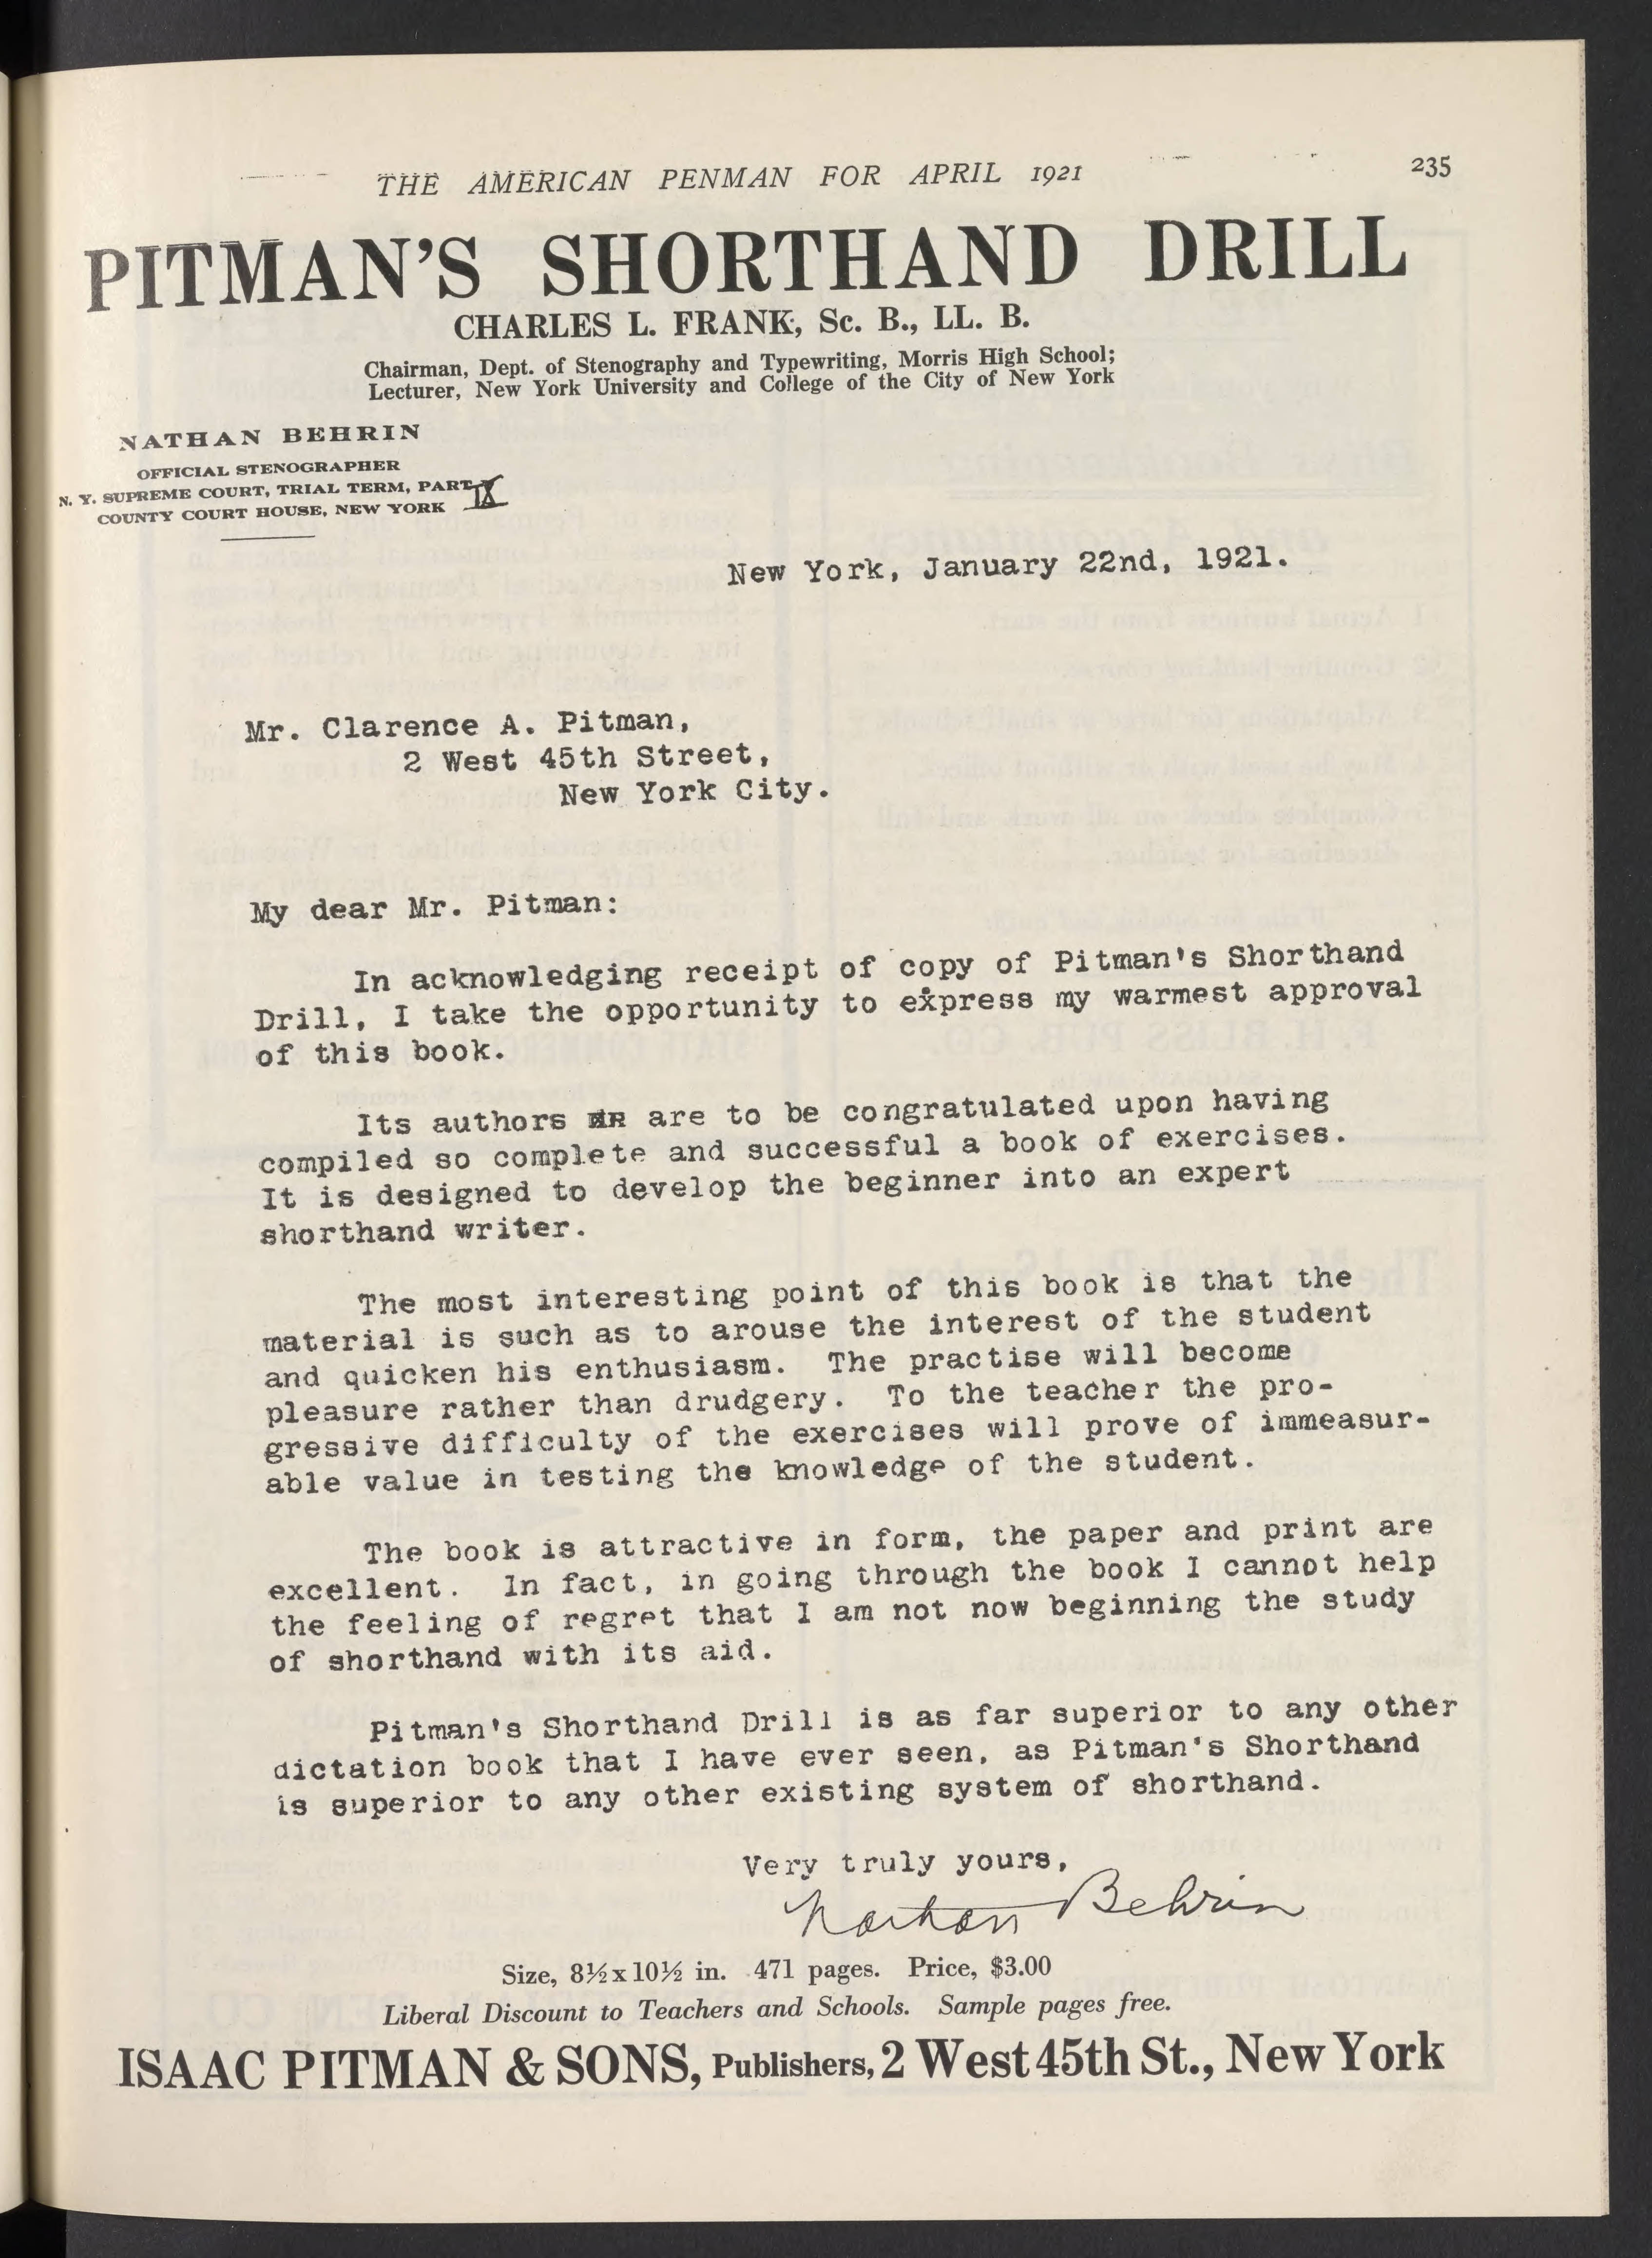 THE AMERICAN PENMAN FOR APRIL 1921 235
PITMAN'S SHORTHAND DRILL
CHARLES L. FRANK, Sc. B., LL. B.
Chairman, Dept. of Stenography and Typewriting, Morris High School;
Lecturer, New York University and College of the City of New York
NATHAN BEHRIN
OFFICIAL STENOGRAPHER
N. Y. SUPREME COURT, TRIAL TERM, PART IX
COUNTY COURT HOUSE, NEW YORK
New York, January 22nd, 1921.
Mr. Clarence A. Pitman,
2 West 45th Street,
New York City.
My dear Mr. Pitman:
In acknowledging receipt of copy of Pitman's Shorthand
Drill, I take the opportunity to express my warmest approval
of this book.
Its authors are to be congratulated upon having
compiled so complete and successful a book of exercises.
It is designed to develop the beginner into an expert
shorthand writer.
The most interesting point of this book is that the
material is such as to arouse the interest of the student
and quicken his enthusiasm. The practise will become
pleasure rather than drudgery. To the teacher the pro-
gressive difficulty of the exercises will prove of immeasur-
able value in testing the knowledge of the student.
The book is attractive in form, the paper and print are
excellent. In fact, in going through the book I cannot help
the feeling of regret that I am not now beginning the study
of shorthand with its aid.
Pitman's Shorthand Drill is as far superior to any other
dictation book that I have ever seen, as Pitman's Shorthand
is superior to any other existing system of shorthand.
Very truly yours,
Nathan Behrin
Size, 8½x10½ in. 471 pages. Price, $3.00
Liberal Discount to Teachers and Schools. Sample pages free.
ISAAC PITMAN & SONS, Publishers, 2 West 45th St., New York